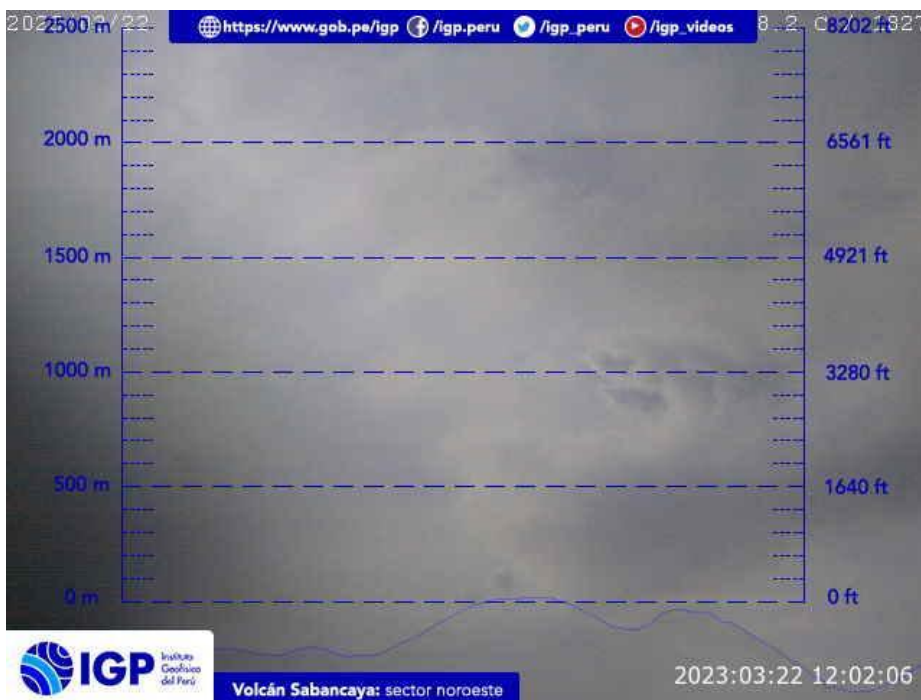 https://www.gob.pe/igp /igp.peru /igp_peru /igp_videos
2500 m 8202 ft
2000 m 6561 ft
1500 m 4921 ft
1000 m 3280 ft
500 m 1640 ft
0 m 0 ft
IGP Instituto
Geofísico
del Perú
Volcán Sabancaya: sector noroeste
2023:03:22 12:02:06